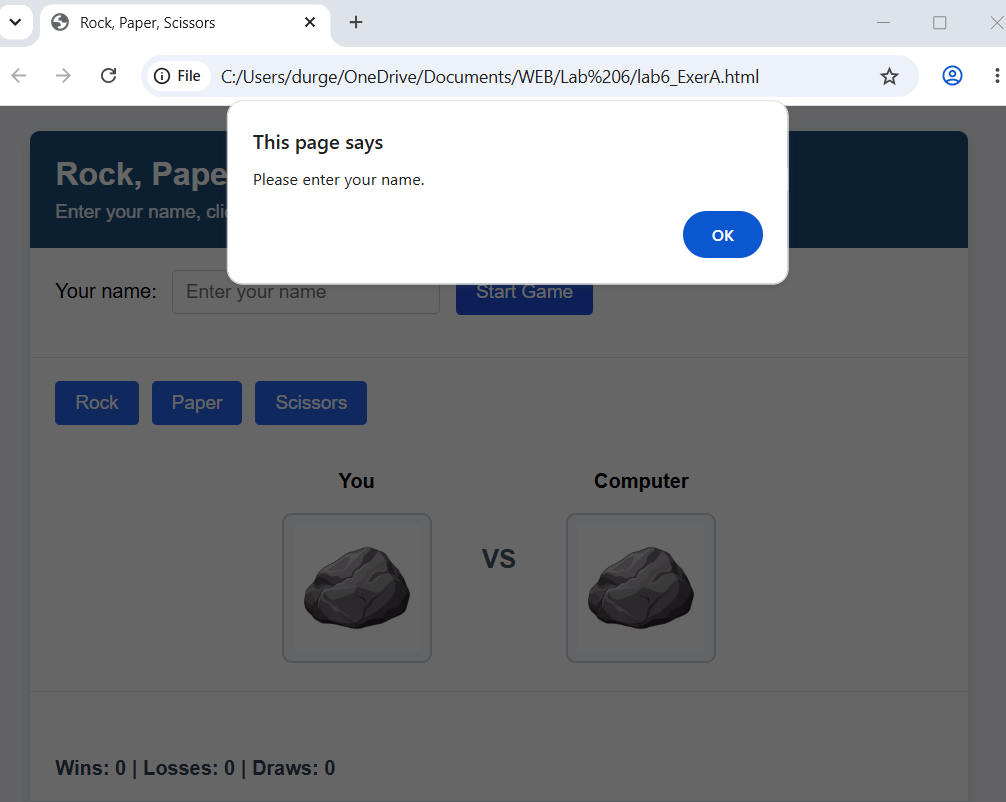 Rock, Paper, Scissors
File C:/Users/durge/OneDrive/Documents/WEB/Lab%206/lab6_ExerA.html
This page says
Please enter your name.
OK
Rock,
Enter your name,
Your name: Enter your name Start Game
Rock Paper Scissors
You Computer
VS
Wins: 0 | Losses: 0 | Draws: 0